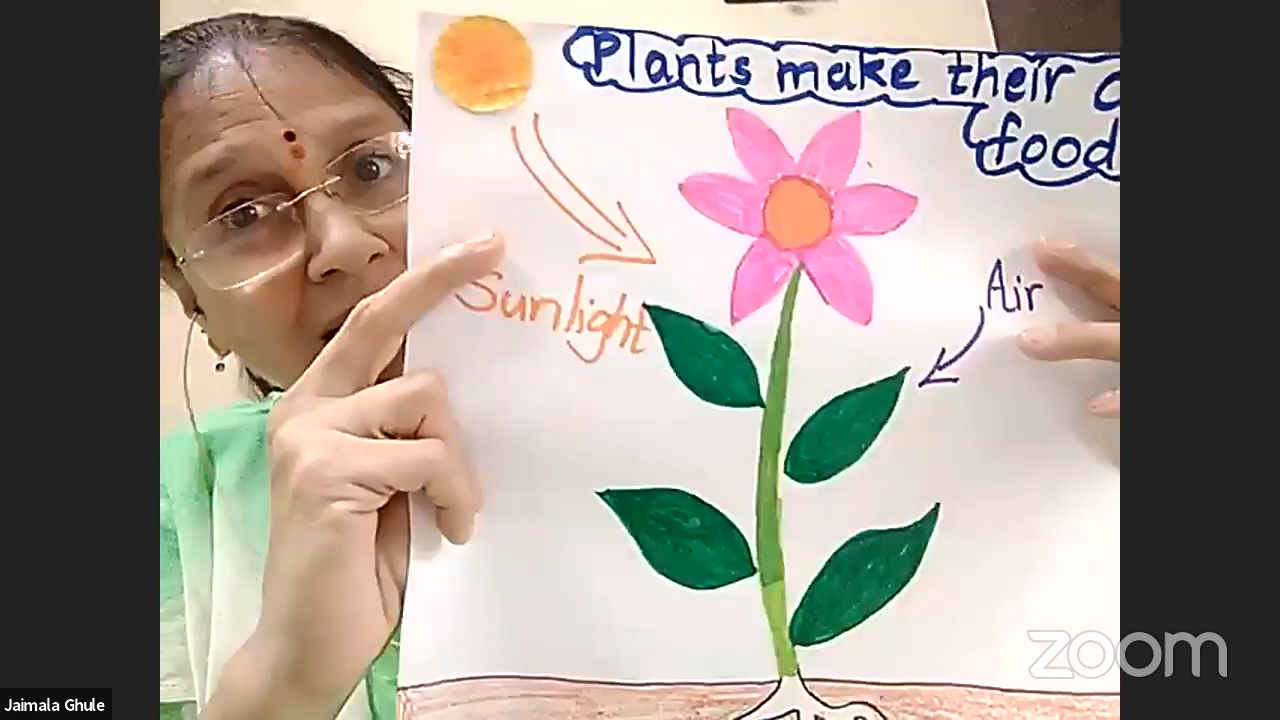 Plants make their
food
Air
Sunlight
zoom
Jaimala Ghule